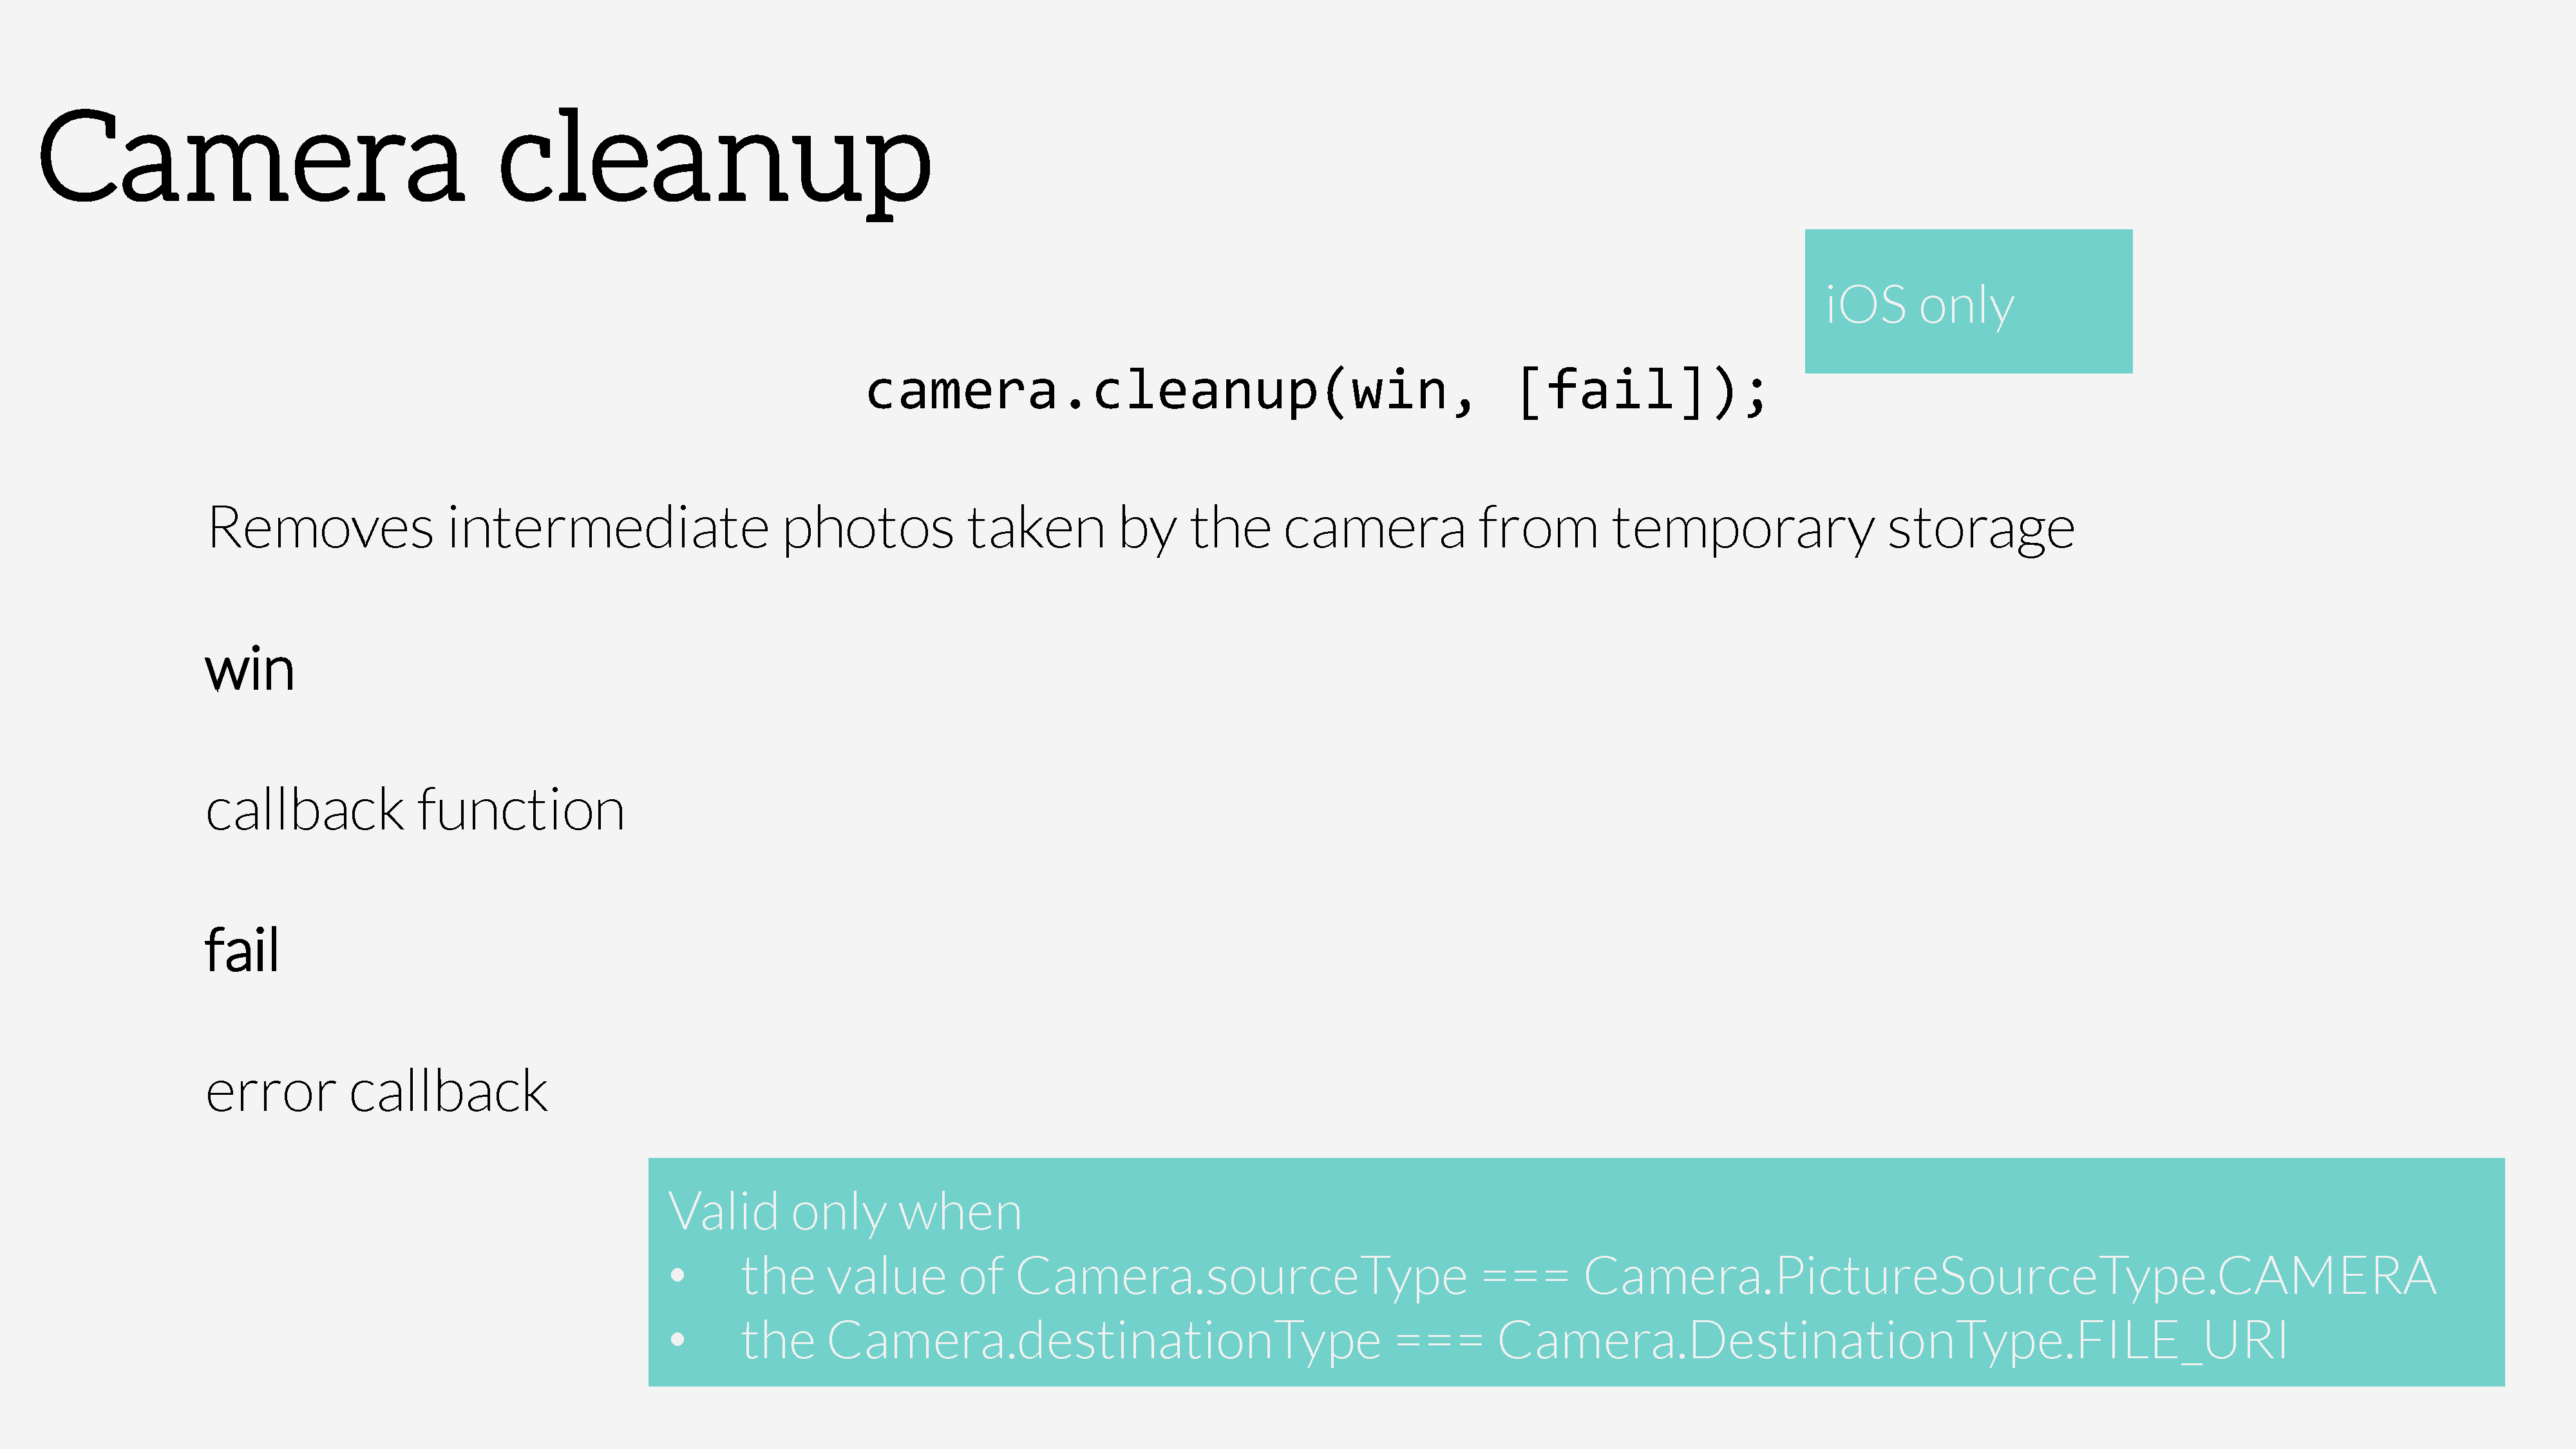 Camera cleanup
iOS only
camera.cleanup(win, [fail]);
Removes intermediate photos taken by the camera from temporary storage
win
callback function
fail
error callback
Valid only when
• the value of Camera.sourceType === Camera.PictureSourceType.CAMERA
• the Camera.destinationType === Camera.DestinationType.FILE_URI